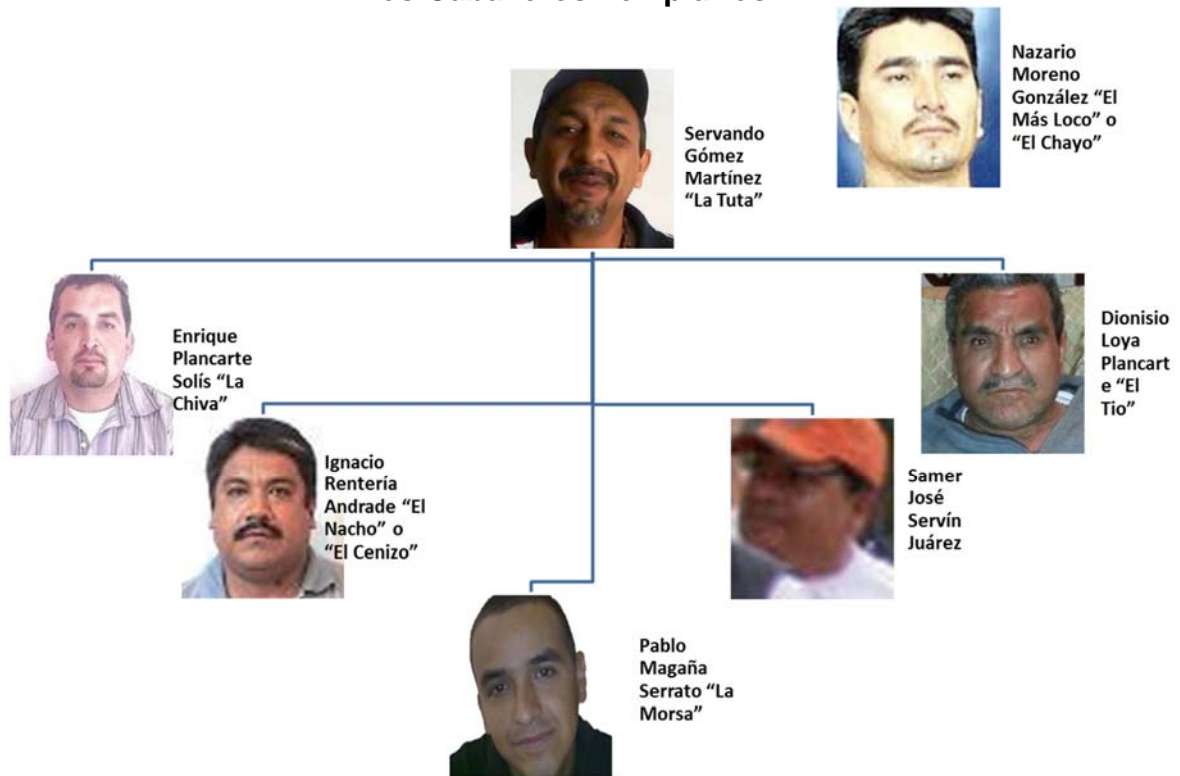 Nazario
Moreno
González “El
Más Loco” o
“El Chayo”
Servando
Gómez
Martínez
“La Tuta”
Enrique
Plancarte
Solís “La
Chiva”
Dionisio
Loya
Plancart
e “El
Tio”
Ignacio
Rentería
Andrade “El
Nacho” o
“El Cenizo”
Samer
José
Servín
Juárez
Pablo
Magaña
Serrato “La
Morsa”